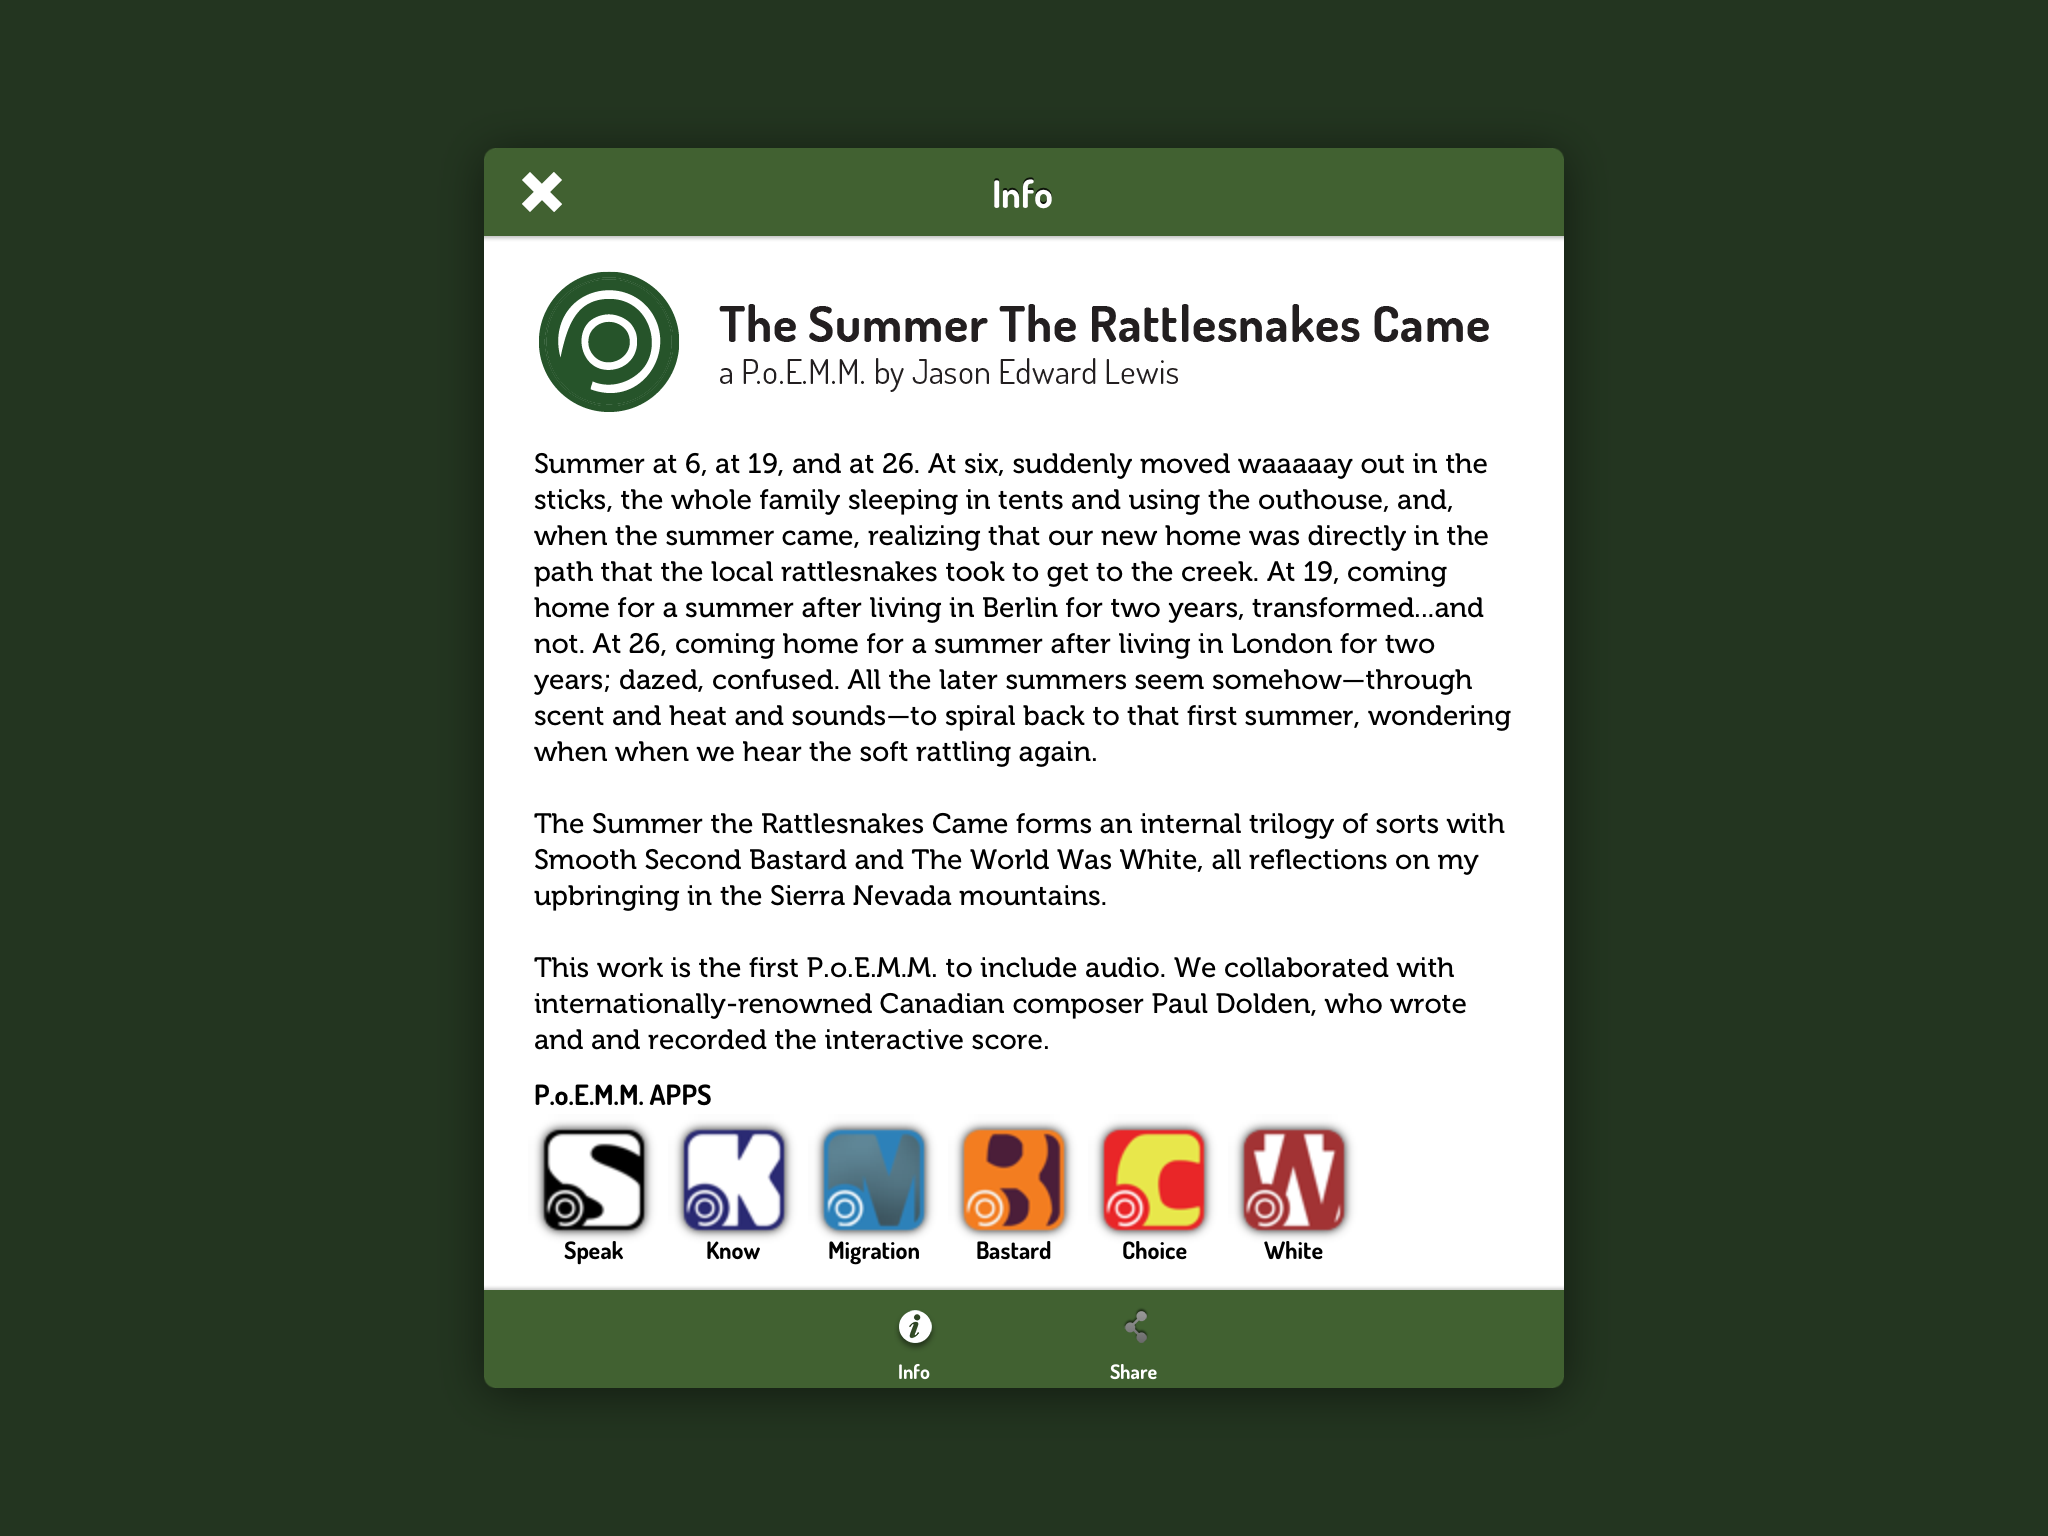 Info
The Summer The Rattlesnakes Came
a P.o.E.M.M. by Jason Edward Lewis
Summer at 6, at 19, and at 26. At six, suddenly moved waaaaay out in the
sticks, the whole family sleeping in tents and using the outhouse, and,
when the summer came, realizing that our new home was directly in the
path that the local rattlesnakes took to get to the creek. At 19, coming
home for a summer after living in Berlin for two years, transformed...and
not. At 26, coming home for a summer after living in London for two
years; dazed, confused. All the later summers seem somehow—through
scent and heat and sounds—to spiral back to that first summer, wondering
when when we hear the soft rattling again.
The Summer the Rattlesnakes Came forms an internal trilogy of sorts with
Smooth Second Bastard and The World Was White, all reflections on my
upbringing in the Sierra Nevada mountains.
This work is the first P.o.E.M.M. to include audio. We collaborated with
internationally-renowned Canadian composer Paul Dolden, who wrote
and and recorded the interactive score.
P.o.E.M.M. APPS
S K M B C W
Speak Know Migration Bastard Choice White
Info Share